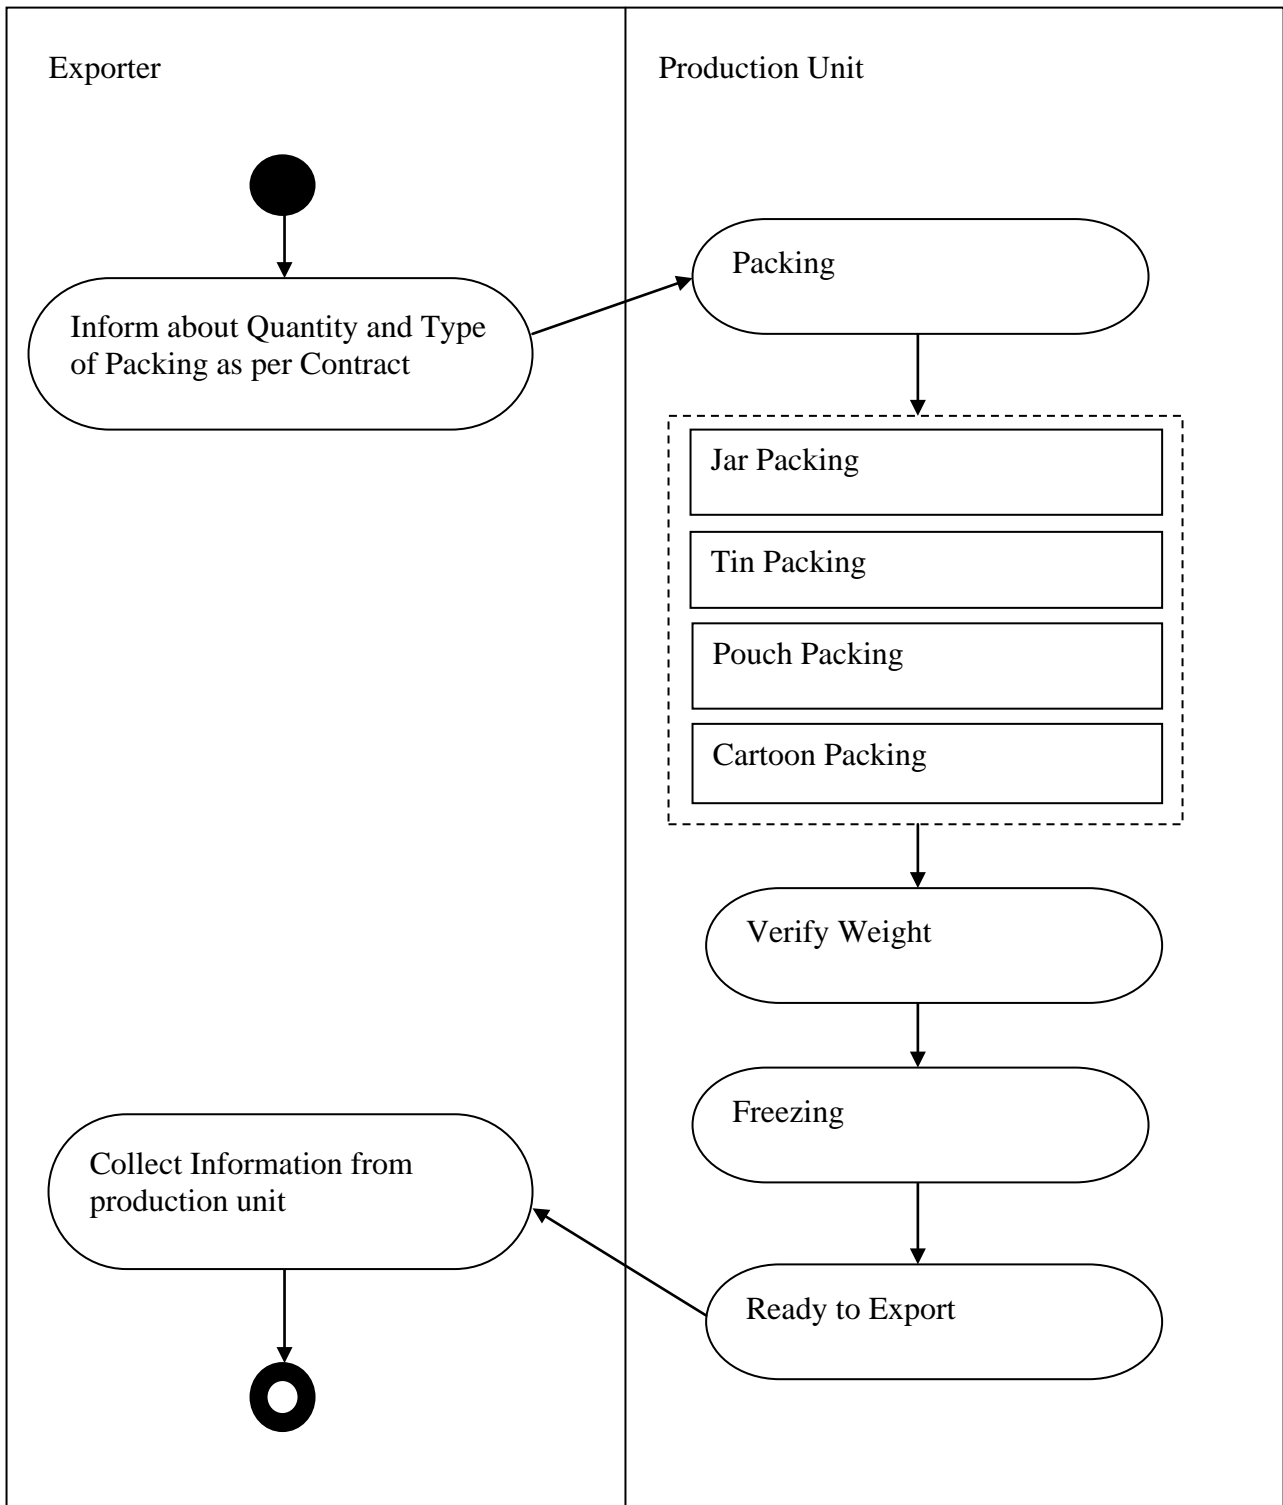 Exporter
Production Unit
Inform about Quantity and Type
of Packing as per Contract
Packing
Jar Packing
Tin Packing
Pouch Packing
Cartoon Packing
Verify Weight
Freezing
Ready to Export
Collect Information from
production unit